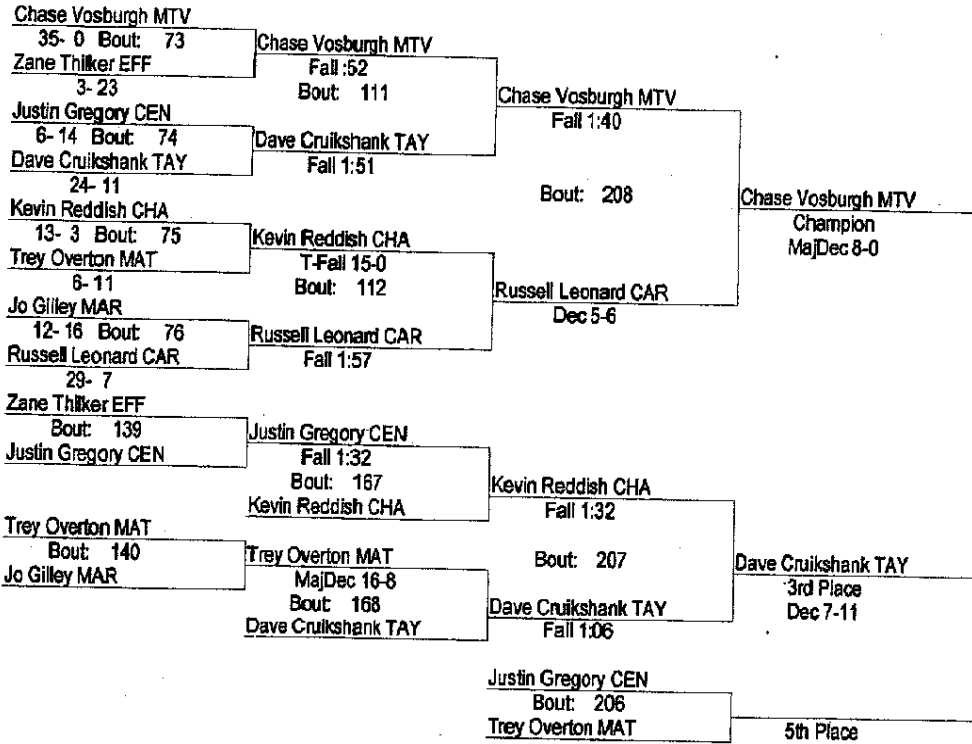 Chase Vosburgh MTV
35- 0 Bout: 73
Zane Thilker EFF
3- 23
Justin Gregory CEN
6- 14 Bout: 74
Dave Cruikshank TAY
24- 11
Kevin Reddish CHA
13- 3 Bout: 75
Trey Overton MAT
6- 11
Jo Gilley MAR
12- 16 Bout: 76
Russell Leonard CAR
29- 7
Chase Vosburgh MTV
Fall :52
Bout: 111
Dave Cruikshank TAY
Fall 1:51
Kevin Reddish CHA
T-Fall 15-0
Bout: 112
Russell Leonard CAR
Fall 1:57
Chase Vosburgh MTV
Fall 1:40
Bout: 208
Russell Leonard CAR
Dec 5-6
Chase Vosburgh MTV
Champion
MajDec 8-0
Zane Thilker EFF
Bout: 139
Justin Gregory CEN
Trey Overton MAT
Bout: 140
Jo Gilley MAR
Justin Gregory CEN
Fall 1:32
Bout: 167
Kevin Reddish CHA
Trey Overton MAT
MajDec 16-8
Bout: 168
Dave Cruikshank TAY
Kevin Reddish CHA
Fall 1:32
Bout: 207
Dave Cruikshank TAY
Fall 1:06
Dave Cruikshank TAY
3rd Place
Dec 7-11
Justin Gregory CEN
Bout: 206
Trey Overton MAT
5th Place